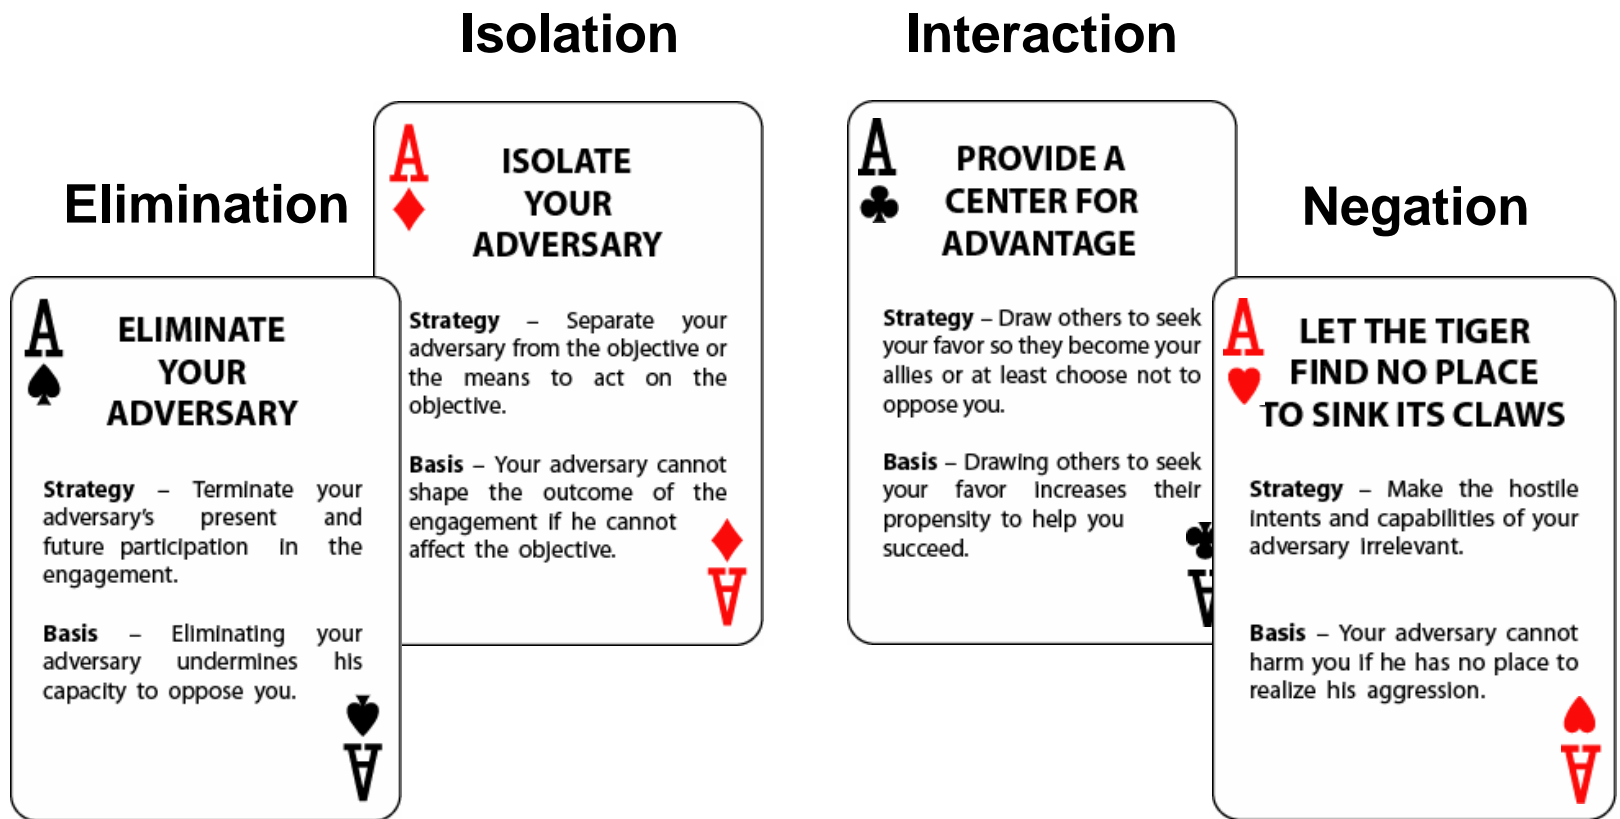 Elimination
A
ELIMINATE
YOUR
ADVERSARY
Strategy – Terminate your
adversary's present and
future participation in the
engagement.
Basis – Eliminating your
adversary undermines his
capacity to oppose you.
A
Isolation
A
ISOLATE
YOUR
ADVERSARY
Strategy – Separate your
adversary from the objective or
the means to act on the
objective.
Basis – Your adversary cannot
shape the outcome of the
engagement if he cannot
affect the objective.
A
Interaction
A
PROVIDE A
CENTER FOR
ADVANTAGE
Strategy – Draw others to seek
your favor so they become your
allies or at least choose not to
oppose you.
Basis – Drawing others to seek
your favor increases their
propensity to help you
succeed.
A
Negation
A
LET THE TIGER
FIND NO PLACE
TO SINK ITS CLAWS
Strategy – Make the hostile
intents and capabilities of your
adversary irrelevant.
Basis – Your adversary cannot
harm you if he has no place to
realize his aggression.
A